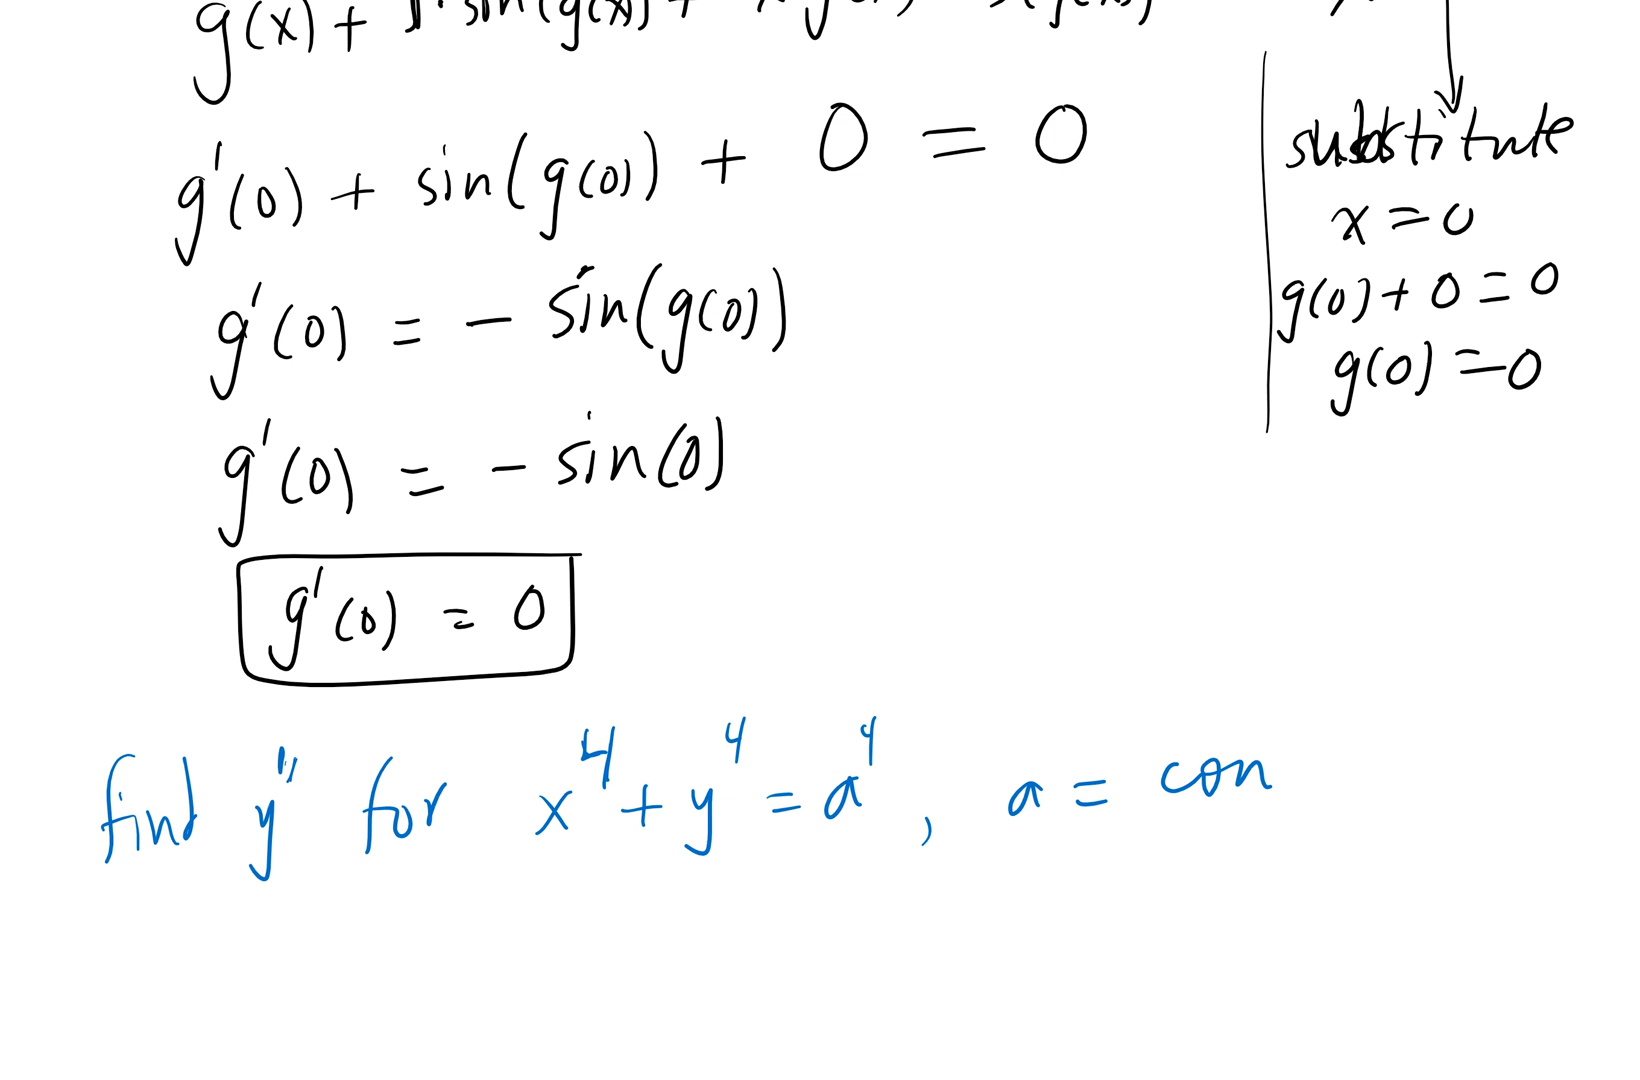 g'(0) + sin(g(0)) + 0 = 0
g'(0) = - sin(g(0))
g'(0) = - sin(0)
g'(0) = 0
substitute
x = 0
g(0) + 0 = 0
g(0) = 0
find y'' for x⁴ + y⁴ = a⁴, a = con